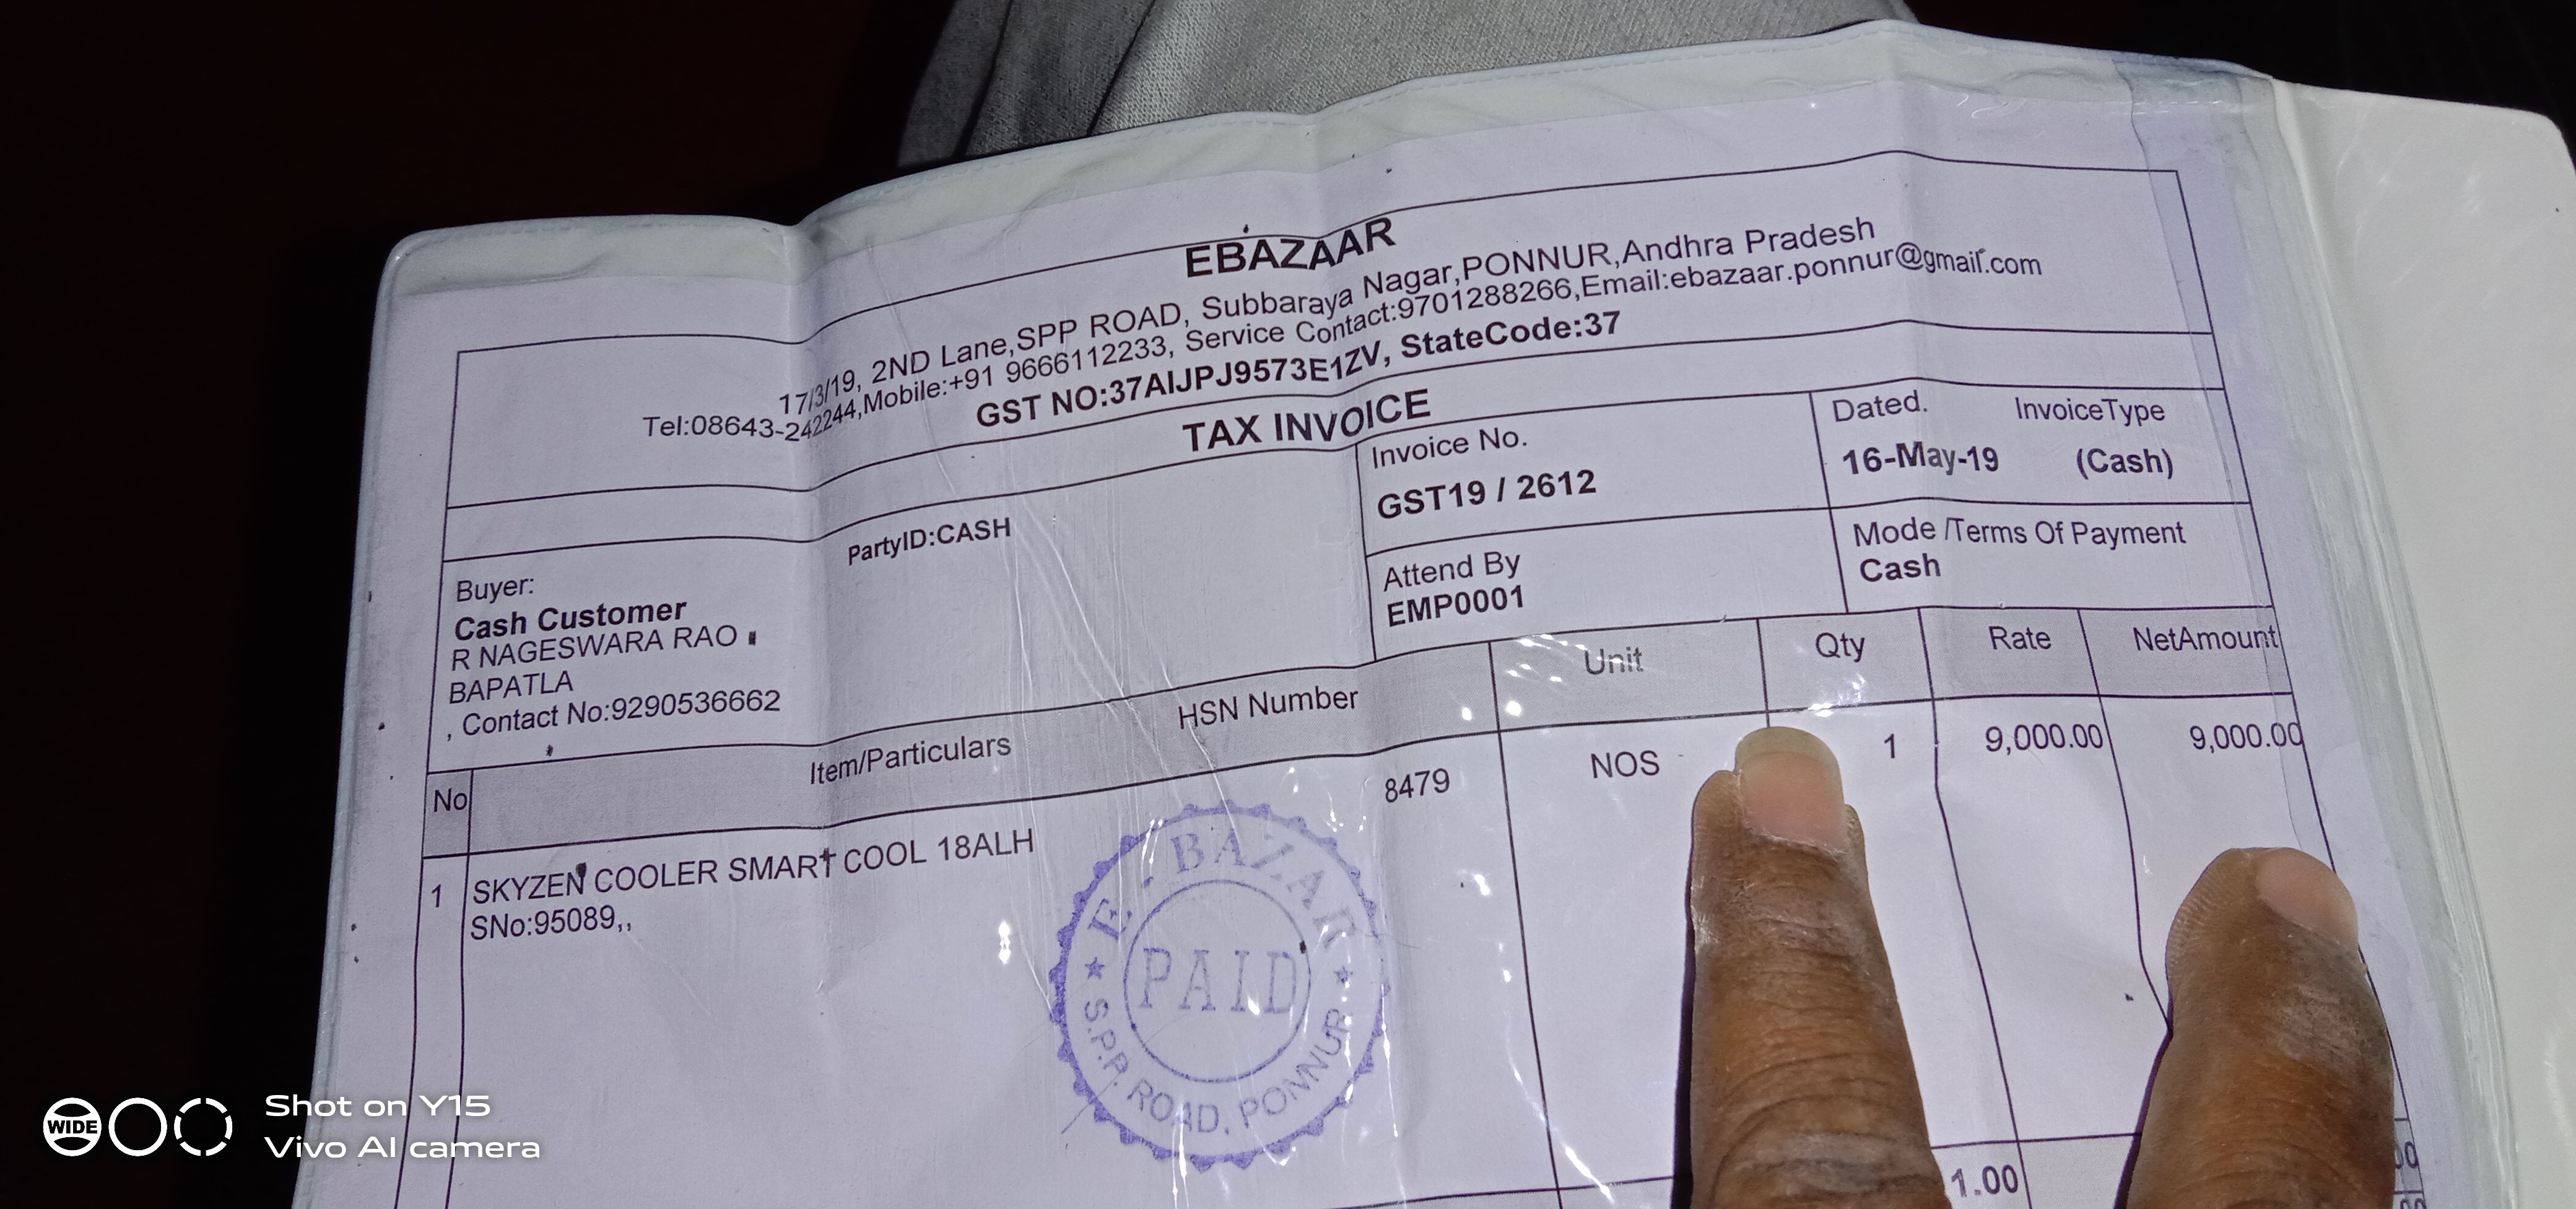 EBAZAAR
17/3/19, 2ND Lane,SPP ROAD, Subbaraya Nagar,PONNUR,Andhra Pradesh
Tel:08643-242244,Mobile:+91 9666112233, Service Contact:9701288266,Email:ebazaar.ponnur@gmail.com
GST NO:37AIJPJ9573E1ZV, StateCode:37
TAX INVOICE
Buyer: PartyID:CASH
Cash Customer
R NAGESWARA RAO
BAPATLA
, Contact No:9290536662
Invoice No.
GST19 / 2612
Dated. InvoiceType
16-May-19 (Cash)
Attend By
EMP0001
Mode /Terms Of Payment
Cash
No Item/Particulars HSN Number Unit Qty Rate NetAmount
1 SKYZEN COOLER SMART COOL 18ALH 8479 NOS 1 9,000.00 9,000.00
SNo:95089,,
E-BAZAR
PAID
S.P.P. ROAD, PONNUR
1.00
WIDE
Shot on Y15
Vivo AI camera